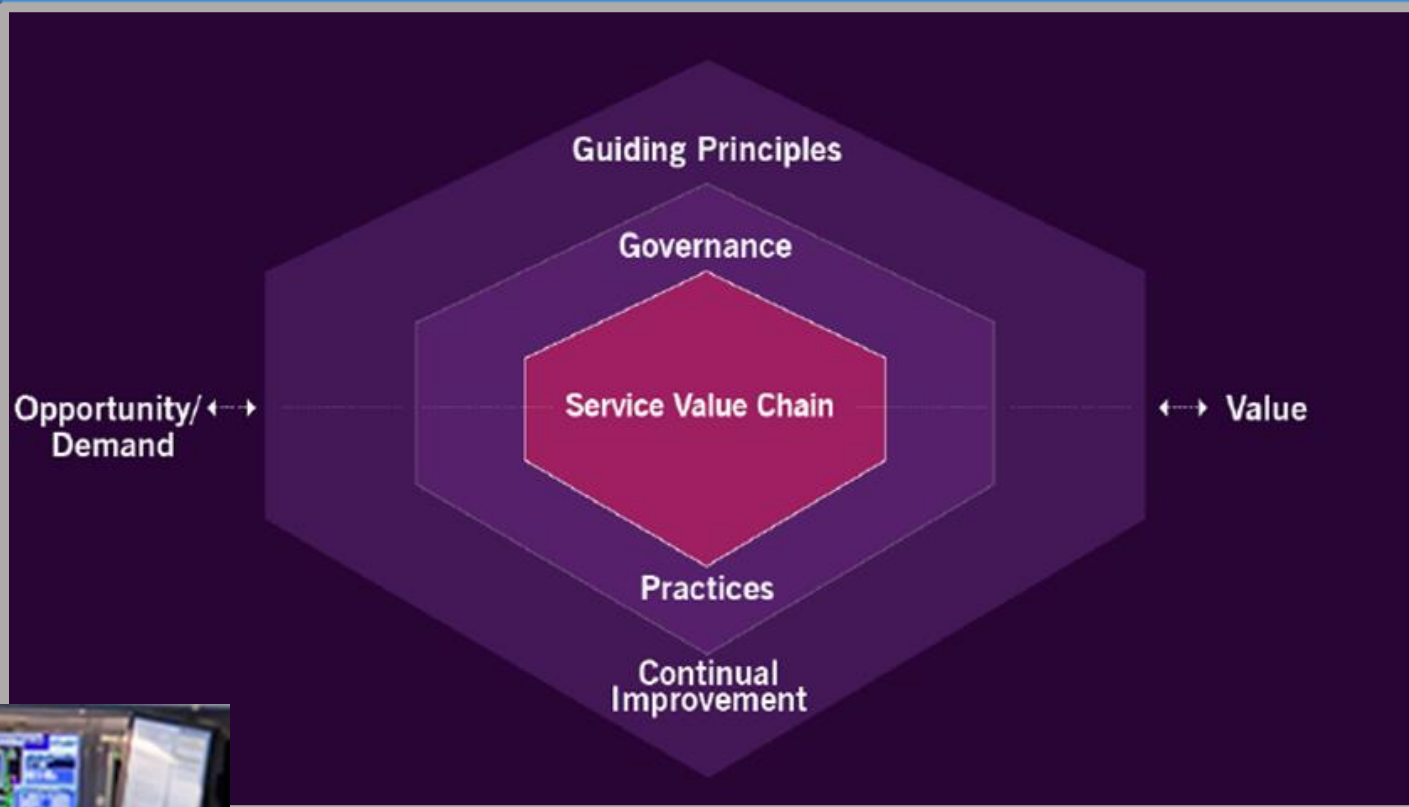 Guiding Principles
Governance
Service Value Chain
Opportunity/
Demand
Value
Practices
Continual
Improvement